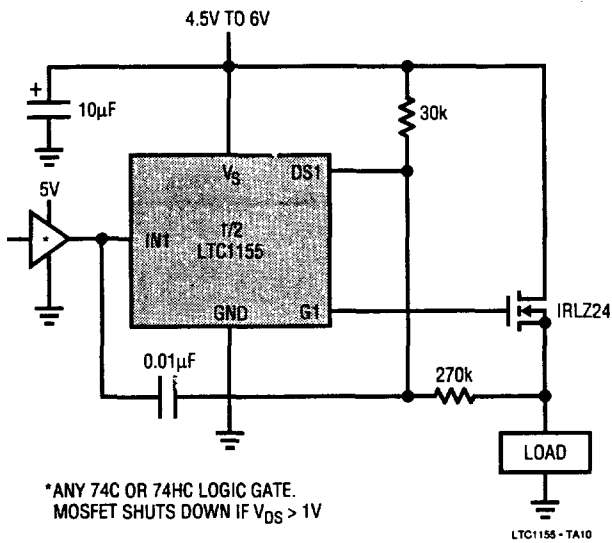 4.5V TO 6V
+
10µF
30k
VS
DS1
5V
*
IN1
1/2
LTC1155
GND
G1
IRLZ24
0.01µF
270k
LOAD
*ANY 74C OR 74HC LOGIC GATE.
MOSFET SHUTS DOWN IF VDS > 1V
LTC1155 • TA10